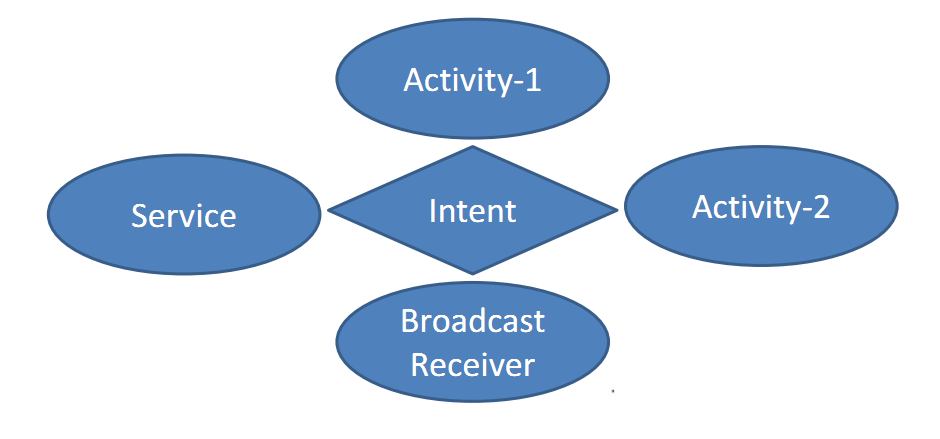 Activity-1
Service
Intent
Activity-2
Broadcast
Receiver